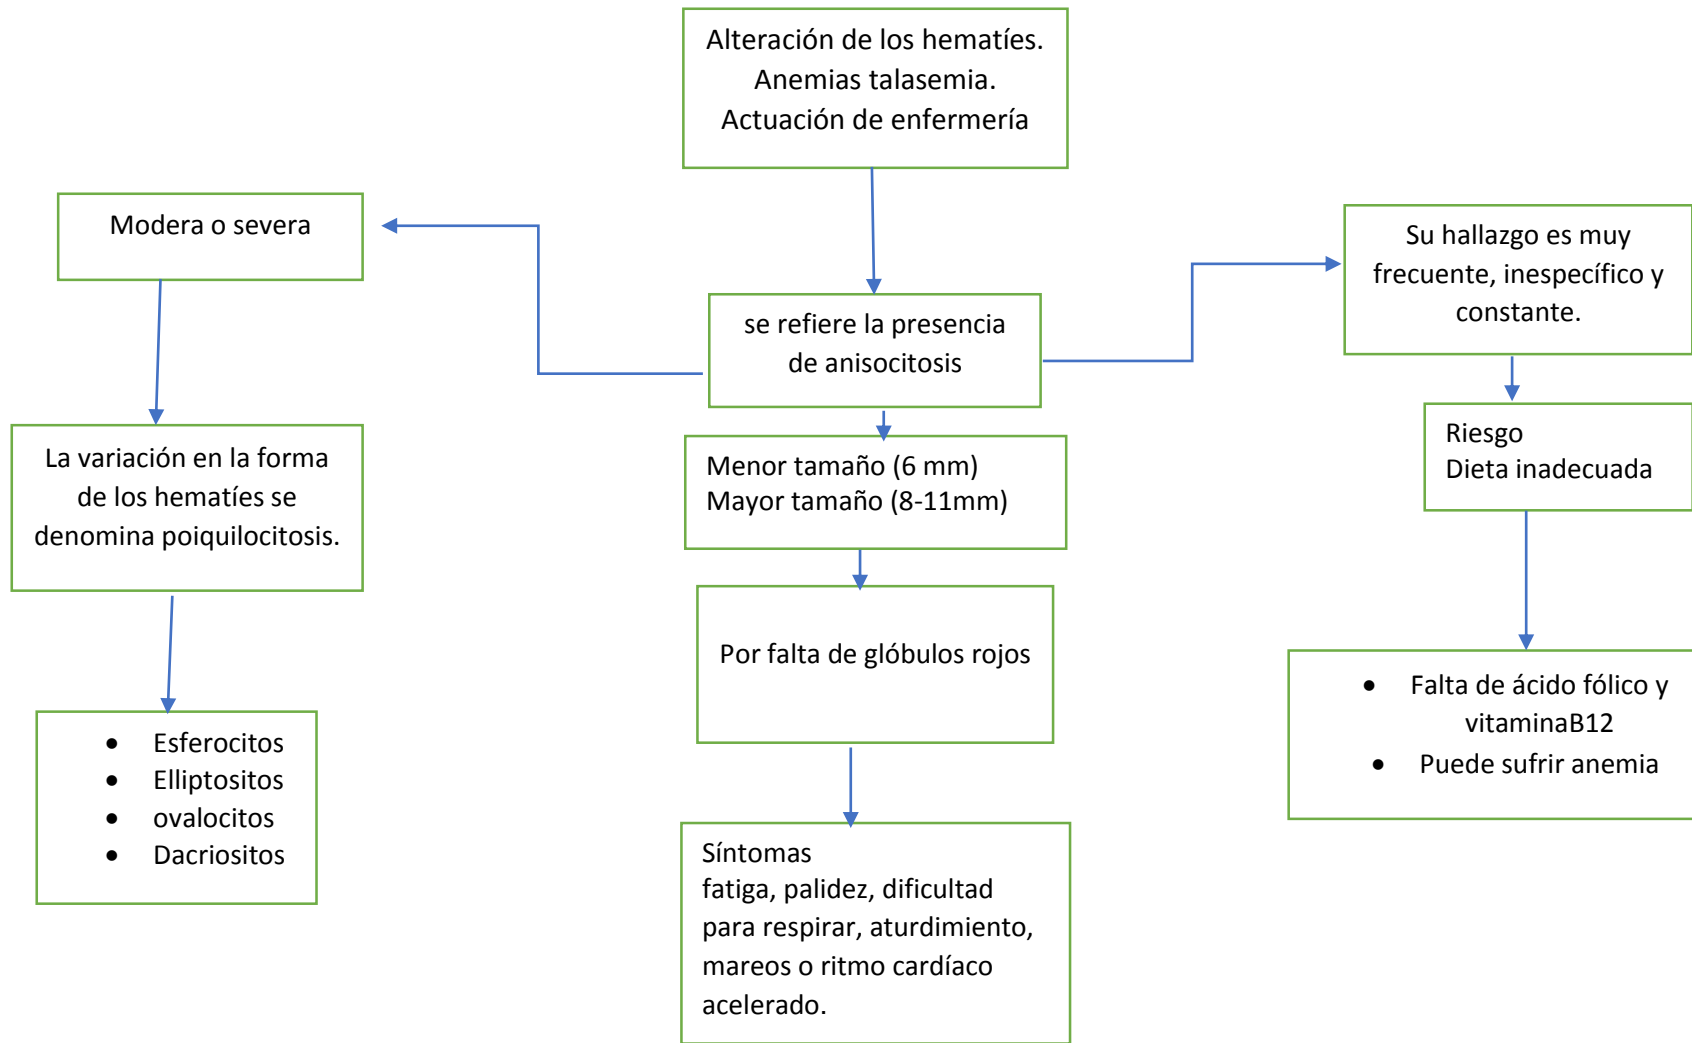 Alteración de los hematíes.
Anemias talasemia.
Actuación de enfermería
Modera o severa
Su hallazgo es muy
frecuente, inespecífico y
constante.
se refiere la presencia
de anisocitosis
La variación en la forma
de los hematíes se
denomina poiquilocitosis.
Menor tamaño (6 mm)
Mayor tamaño (8-11mm)
Riesgo
Dieta inadecuada
Por falta de glóbulos rojos
• Esferocitos
• Elliptositos
• ovalocitos
• Dacriositos
• Falta de ácido fólico y
vitaminaB12
• Puede sufrir anemia
Síntomas
fatiga, palidez, dificultad
para respirar, aturdimiento,
mareos o ritmo cardíaco
acelerado.